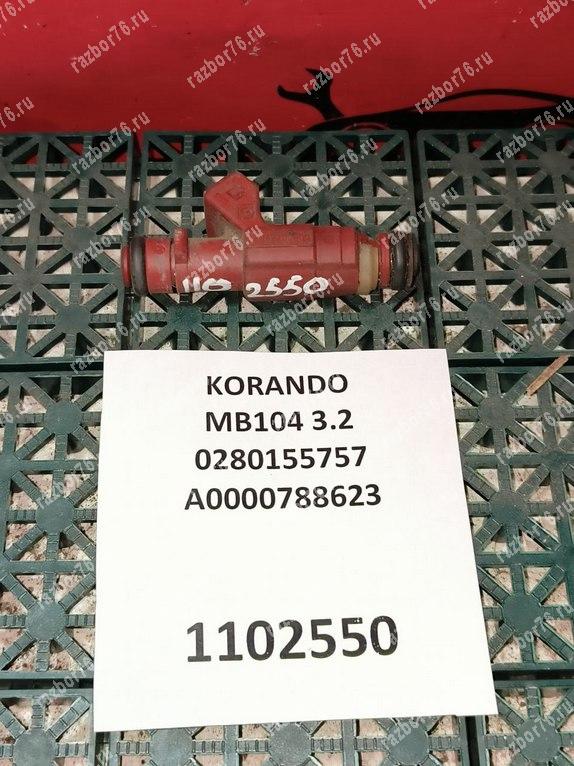 110 2550
KORANDO
MB104 3.2
0280155757
A0000788623
1102550
razbor76.ru